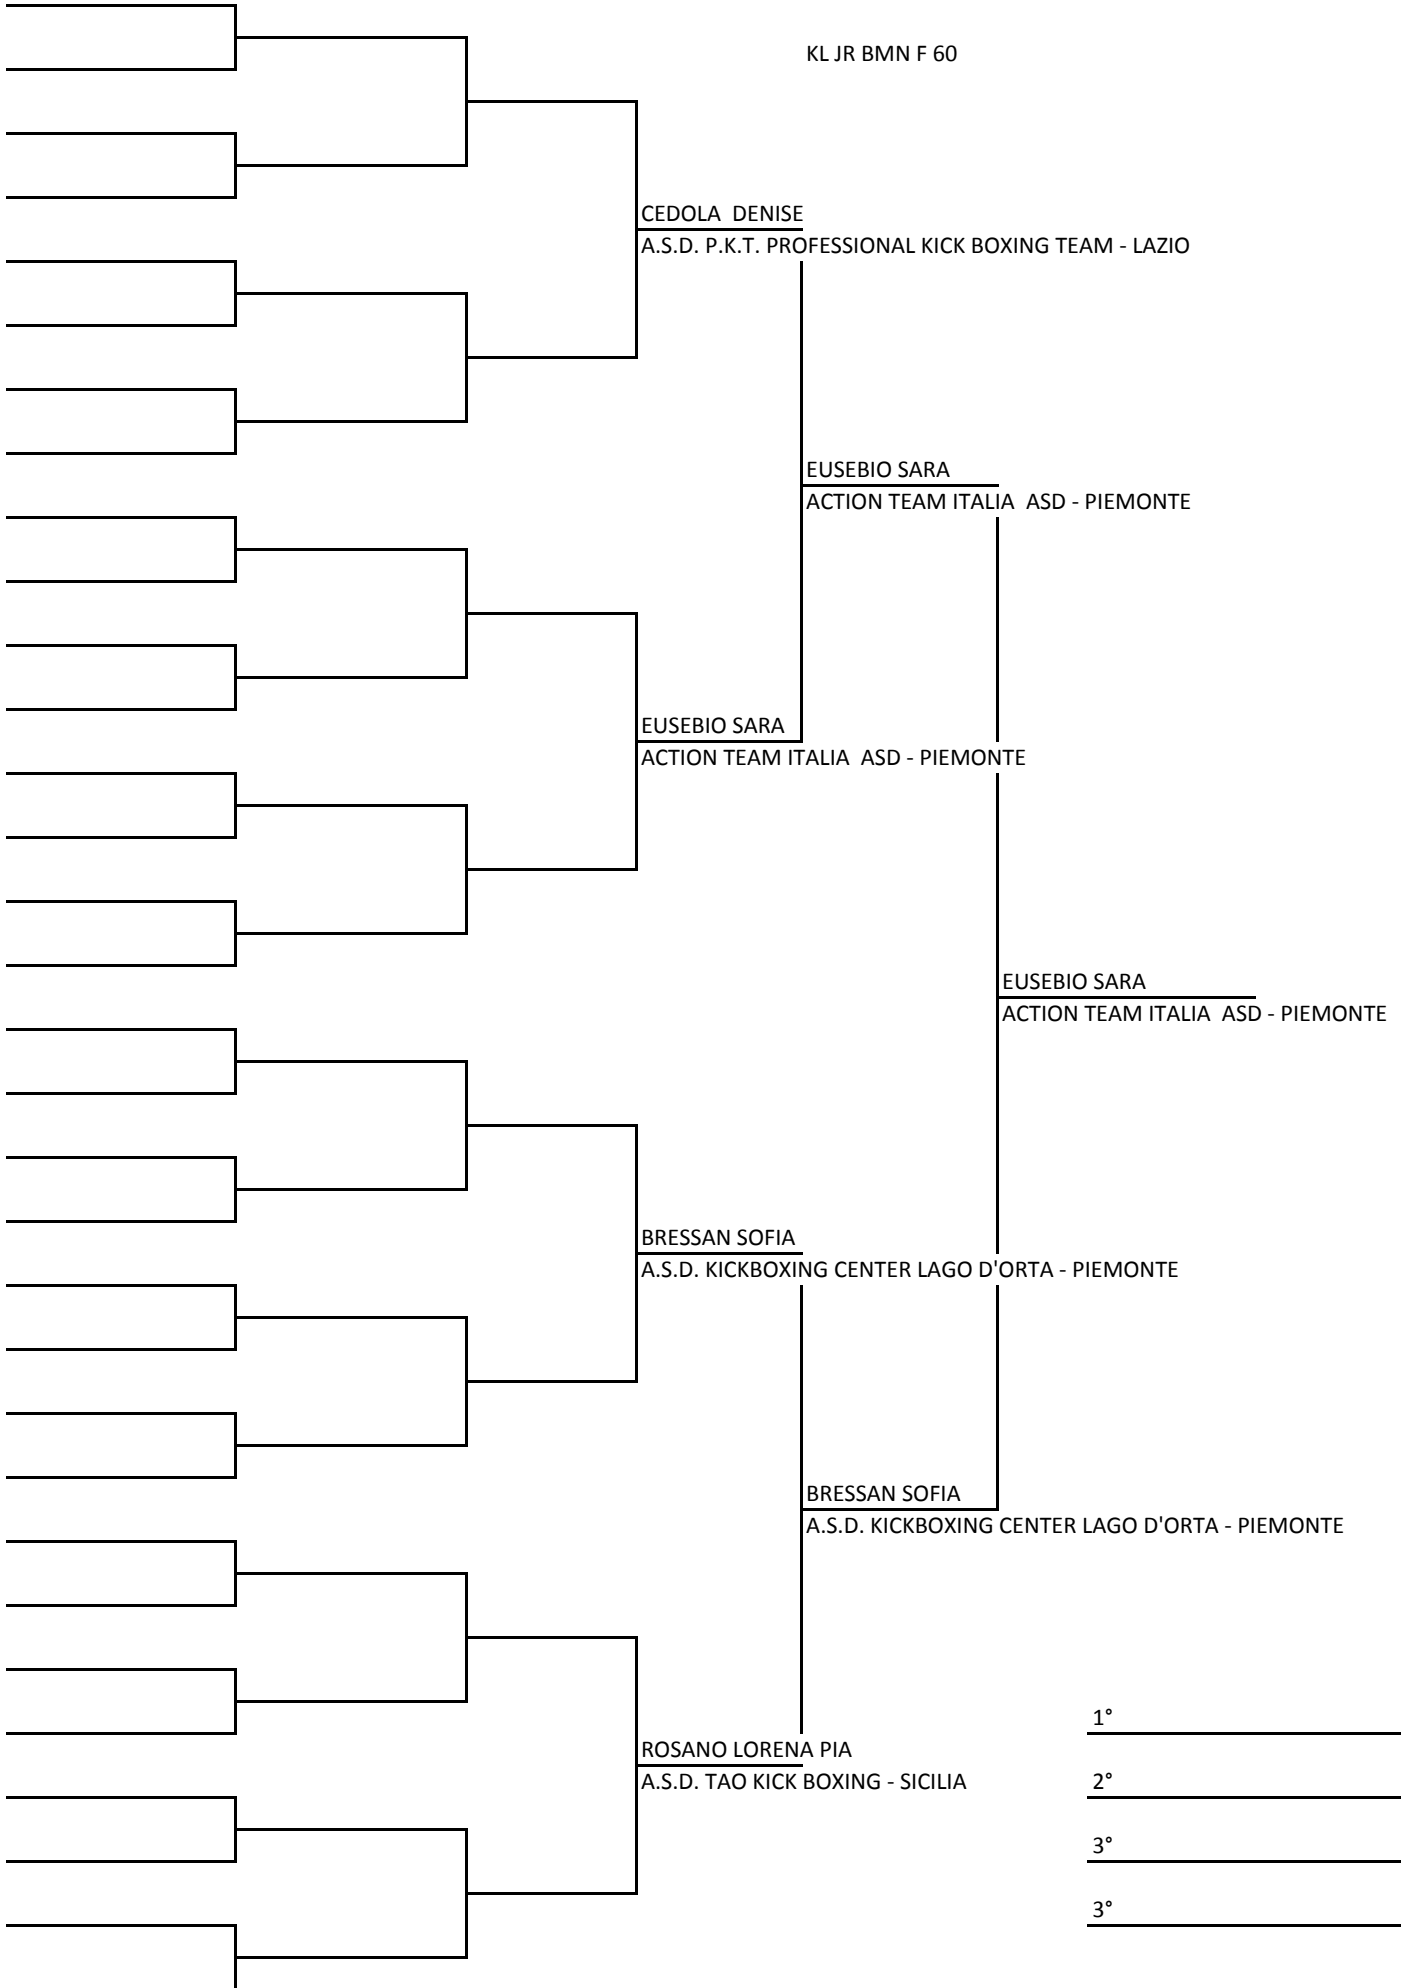 KL JR BMN F 60
CEDOLA  DENISE
A.S.D. P.K.T. PROFESSIONAL KICK BOXING TEAM - LAZIO
EUSEBIO SARA
ACTION TEAM ITALIA  ASD - PIEMONTE
EUSEBIO SARA
ACTION TEAM ITALIA  ASD - PIEMONTE
EUSEBIO SARA
ACTION TEAM ITALIA  ASD - PIEMONTE
BRESSAN SOFIA
A.S.D. KICKBOXING CENTER LAGO D'ORTA - PIEMONTE
BRESSAN SOFIA
A.S.D. KICKBOXING CENTER LAGO D'ORTA - PIEMONTE
1°
ROSANO LORENA PIA
A.S.D. TAO KICK BOXING - SICILIA
2°
3°
3°